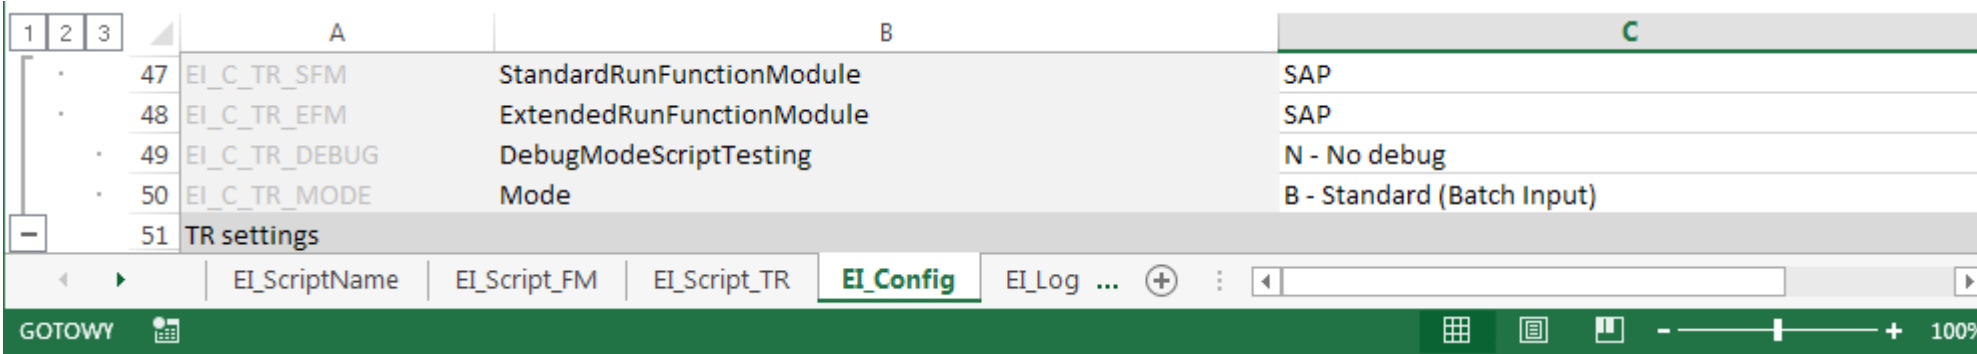 1 2 3 A B C
47 EI_C_TR_SFM StandardRunFunctionModule SAP
48 EI_C_TR_EFM ExtendedRunFunctionModule SAP
49 EI_C_TR_DEBUG DebugModeScriptTesting N - No debug
50 EI_C_TR_MODE Mode B - Standard (Batch Input)
51 TR settings
EI_ScriptName EI_Script_FM EI_Script_TR EI_Config EI_Log ...
GOTOWY 100%